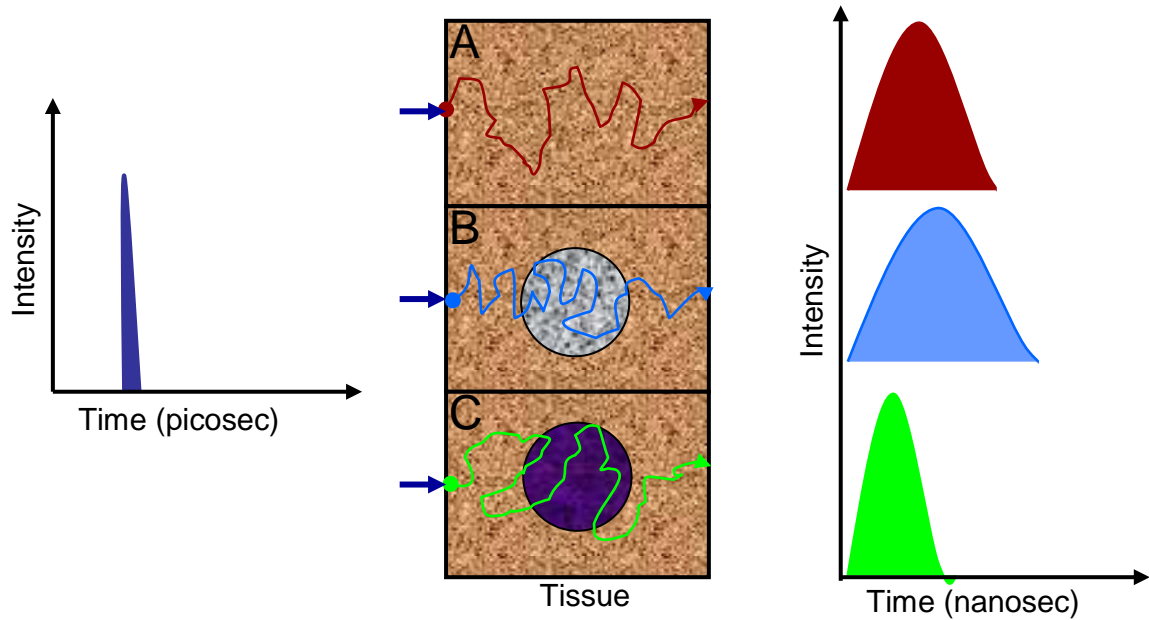 Intensity
Time (picosec)
A
B
C
Tissue
Intensity
Time (nanosec)